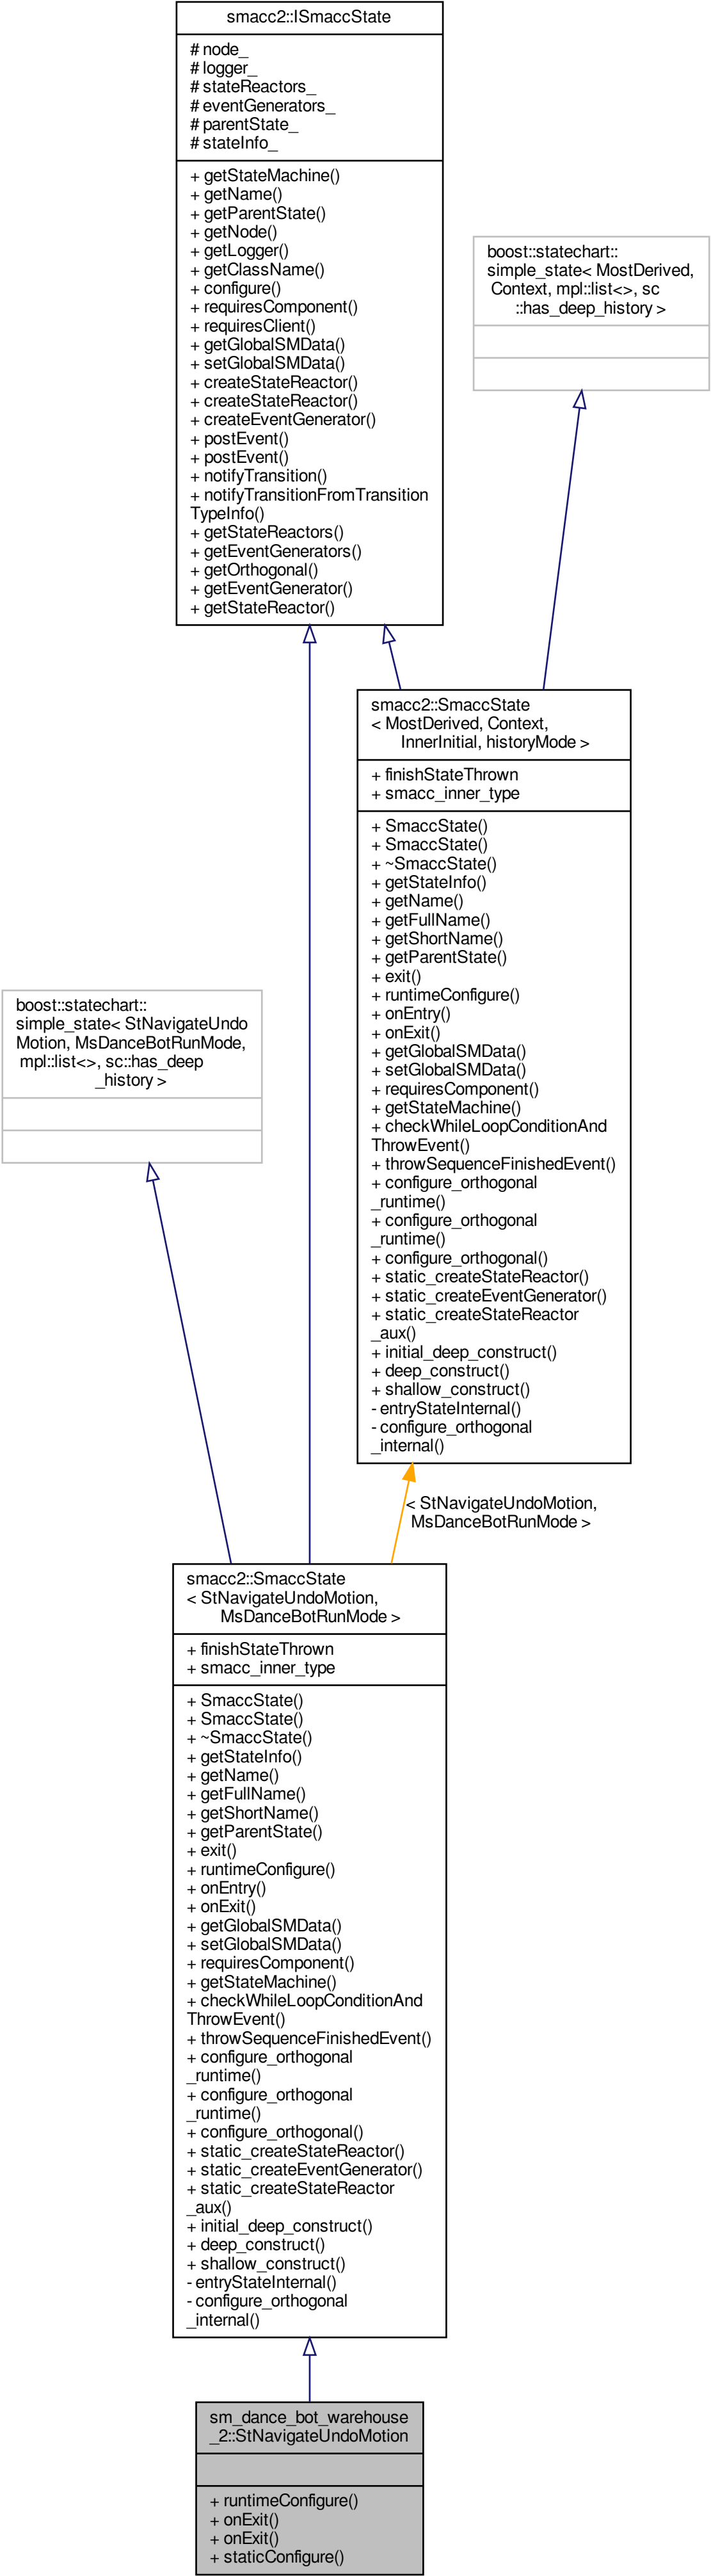 smacc2::ISmaccState
# node_
# logger_
# stateReactors_
# eventGenerators_
# parentState_
# stateInfo_
+ getStateMachine()
+ getName()
+ getParentState()
+ getNode()
+ getLogger()
+ getClassName()
+ configure()
+ requiresComponent()
+ requiresClient()
+ getGlobalSMData()
+ setGlobalSMData()
+ createStateReactor()
+ createStateReactor()
+ createEventGenerator()
+ postEvent()
+ postEvent()
+ notifyTransition()
+ notifyTransitionFromTransition
TypeInfo()
+ getStateReactors()
+ getEventGenerators()
+ getOrthogonal()
+ getEventGenerator()
+ getStateReactor()
boost::statechart::
simple_state< MostDerived,
Context, mpl::list<>, sc
::has_deep_history >
smacc2::SmaccState
< MostDerived, Context,
InnerInitial, historyMode >
+ finishStateThrown
+ smacc_inner_type
+ SmaccState()
+ SmaccState()
+ ~SmaccState()
+ getStateInfo()
+ getName()
+ getFullName()
+ getShortName()
+ getParentState()
+ exit()
+ runtimeConfigure()
+ onEntry()
+ onExit()
+ getGlobalSMData()
+ setGlobalSMData()
+ requiresComponent()
+ getStateMachine()
+ checkWhileLoopConditionAnd
ThrowEvent()
+ throwSequenceFinishedEvent()
+ configure_orthogonal
_runtime()
+ configure_orthogonal
_runtime()
+ configure_orthogonal()
+ static_createStateReactor()
+ static_createEventGenerator()
+ static_createStateReactor
_aux()
+ initial_deep_construct()
+ deep_construct()
+ shallow_construct()
- entryStateInternal()
- configure_orthogonal
_internal()
boost::statechart::
simple_state< StNavigateUndo
Motion, MsDanceBotRunMode,
mpl::list<>, sc::has_deep
_history >
< StNavigateUndoMotion,
MsDanceBotRunMode >
smacc2::SmaccState
< StNavigateUndoMotion,
MsDanceBotRunMode >
+ finishStateThrown
+ smacc_inner_type
+ SmaccState()
+ SmaccState()
+ ~SmaccState()
+ getStateInfo()
+ getName()
+ getFullName()
+ getShortName()
+ getParentState()
+ exit()
+ runtimeConfigure()
+ onEntry()
+ onExit()
+ getGlobalSMData()
+ setGlobalSMData()
+ requiresComponent()
+ getStateMachine()
+ checkWhileLoopConditionAnd
ThrowEvent()
+ throwSequenceFinishedEvent()
+ configure_orthogonal
_runtime()
+ configure_orthogonal
_runtime()
+ configure_orthogonal()
+ static_createStateReactor()
+ static_createEventGenerator()
+ static_createStateReactor
_aux()
+ initial_deep_construct()
+ deep_construct()
+ shallow_construct()
- entryStateInternal()
- configure_orthogonal
_internal()
sm_dance_bot_warehouse
_2::StNavigateUndoMotion
+ runtimeConfigure()
+ onExit()
+ onExit()
+ staticConfigure()